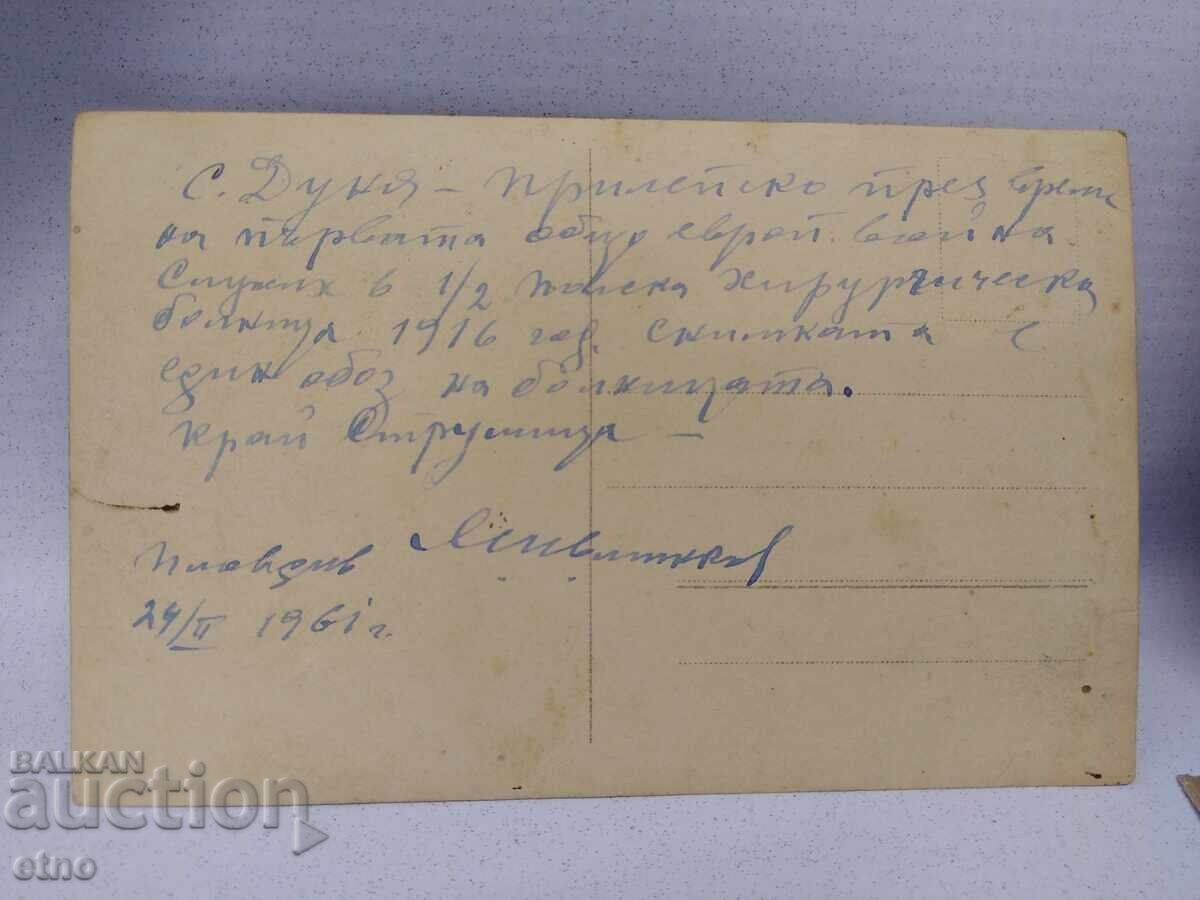 с. Дуня – Прилепско през време
на първата общо европ. война
Служих в 1/2 полска хирургическа
болница 1916 год. снимката е
един обоз на болницата.
край Струмица –
Пловдив
24/II 1961 г.
BALKAN
auction
etno